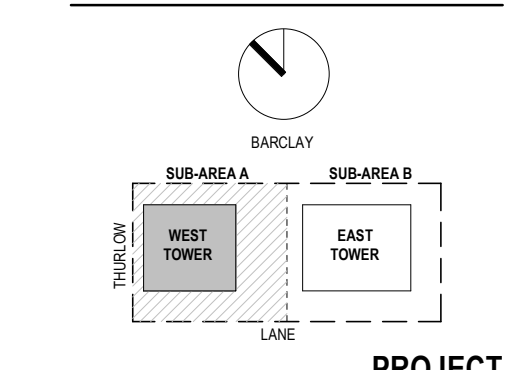 BARCLAY
SUB-AREA A
SUB-AREA B
THURLOW
WEST
TOWER
EAST
TOWER
LANE
PROJECT